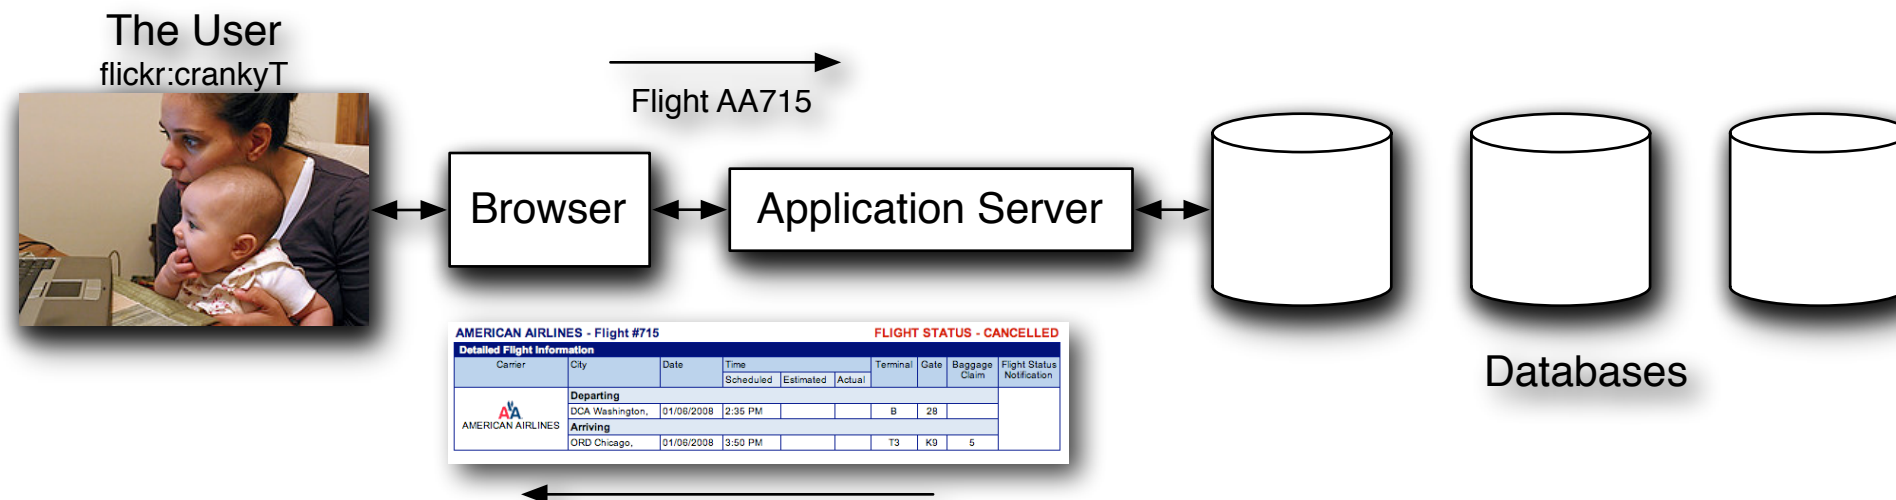 The User
flickr:crankyT
Flight AA715
Browser
Application Server
Databases
AMERICAN AIRLINES - Flight #715 FLIGHT STATUS - CANCELLED
Detailed Flight Information
Carrier City Date Time Terminal Gate Baggage Claim Flight Status Notification
Scheduled Estimated Actual
Departing
DCA Washington, 01/06/2008 2:35 PM B 28
AA
AMERICAN AIRLINES
Arriving
ORD Chicago, 01/06/2008 3:50 PM T3 K9 5